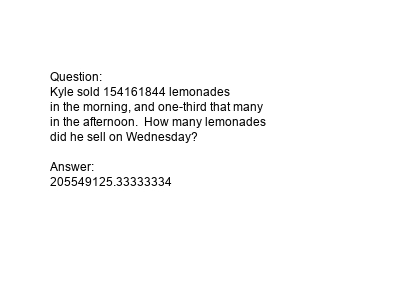 Question:
Kyle sold 154161844 lemonades
in the morning, and one-third that many
in the afternoon.  How many lemonades
did he sell on Wednesday?

Answer:
205549125.33333334